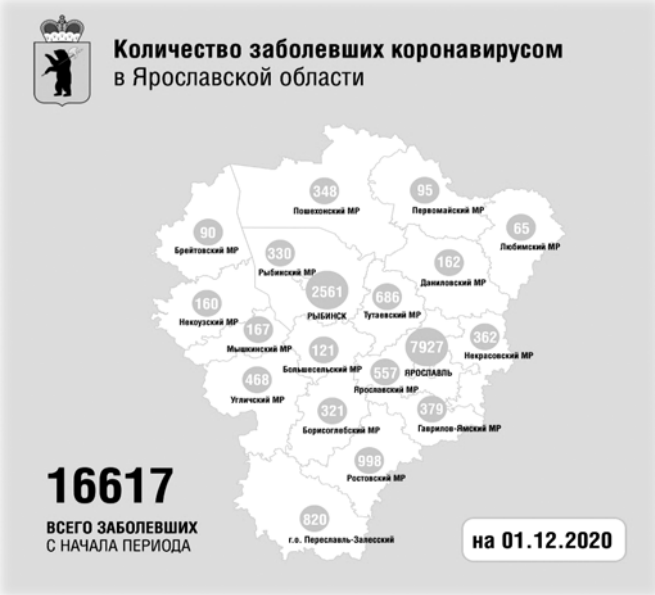 Количество заболевших коронавирусом
в Ярославской области
348
Пошехонский МР
95
Первомайский МР
65
Любимский МР
90
Брейтовский МР
330
Рыбинский МР
162
Даниловский МР
2561
РЫБИНСК
686
Тутаевский МР
160
Некоузский МР
167
Мышкинский МР
121
Большесельский МР
7927
ЯРОСЛАВЛЬ
362
Некрасовский МР
557
Ярославский МР
468
Угличский МР
321
Борисоглебский МР
379
Гаврилов-Ямский МР
998
Ростовский МР
820
г.о. Переславль-Залесский
16617
ВСЕГО ЗАБОЛЕВШИХ
С НАЧАЛА ПЕРИОДА
на 01.12.2020